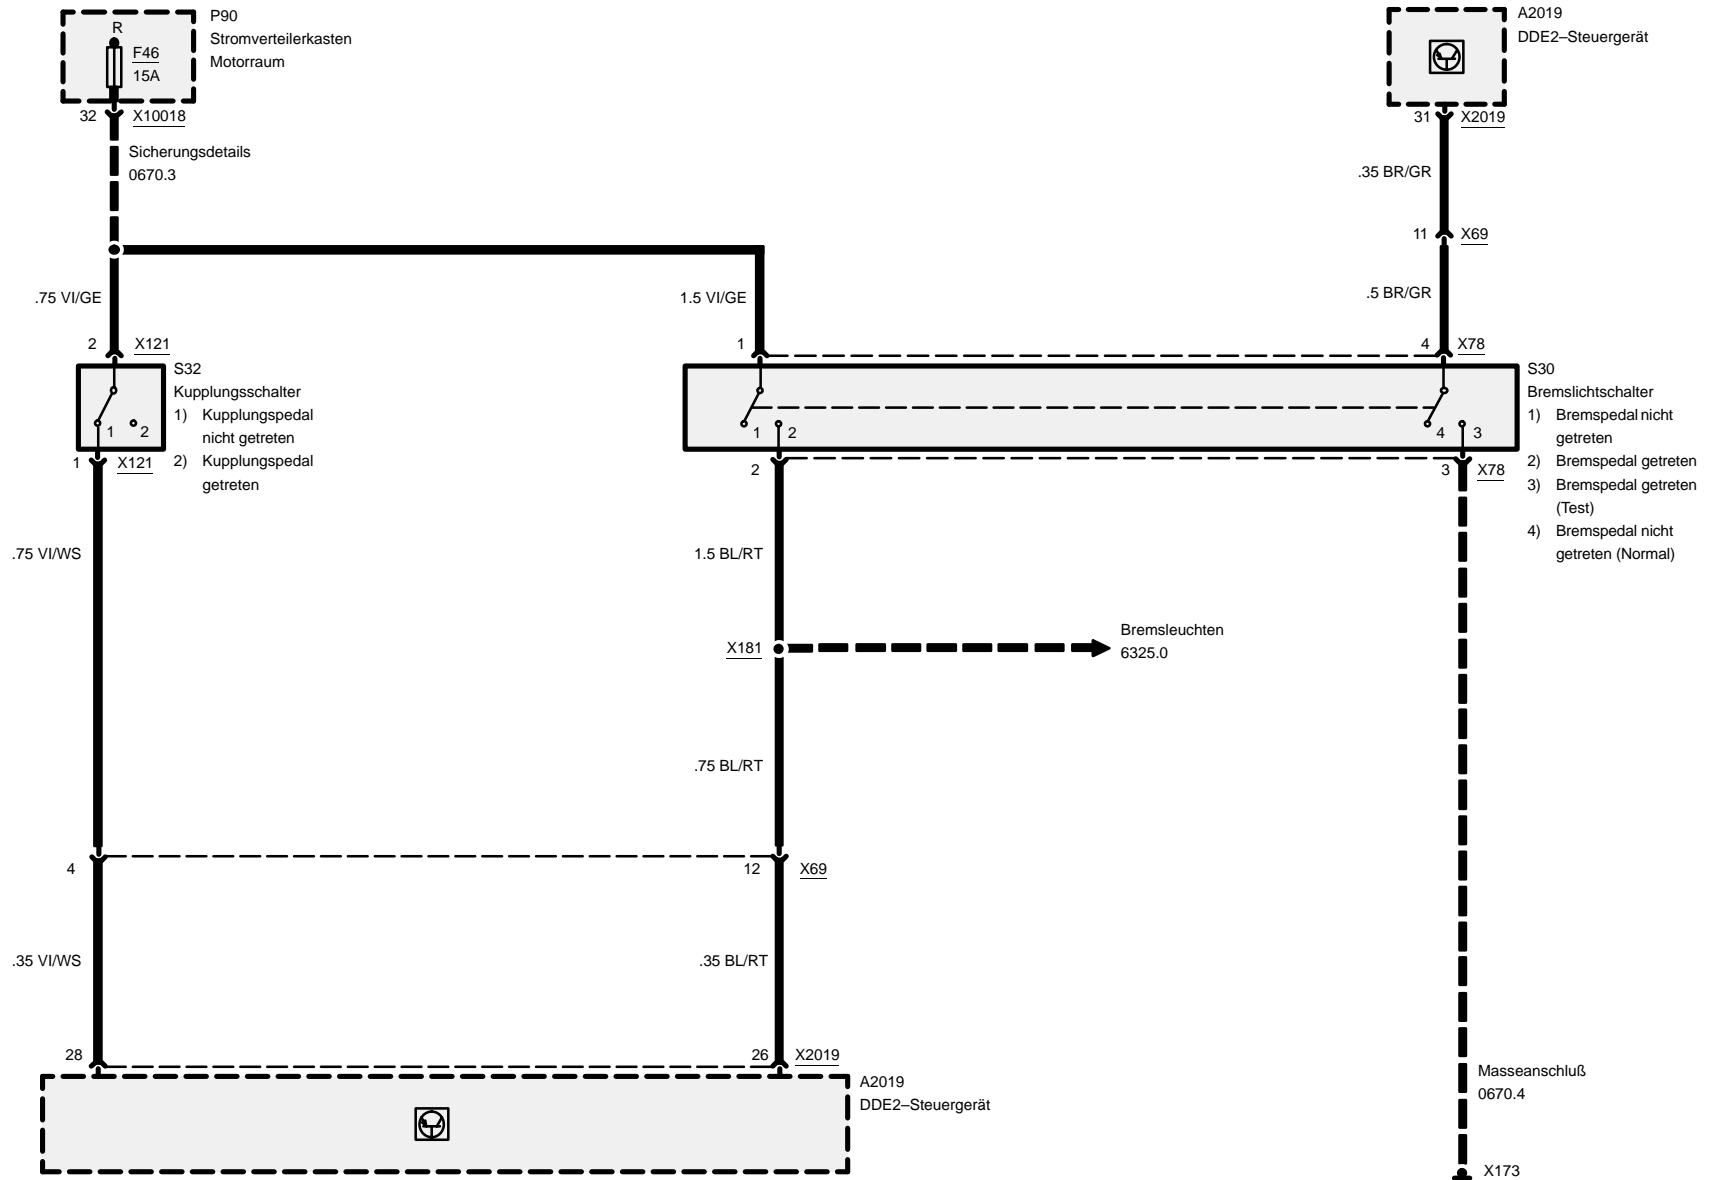 P90
Stromverteilerkasten
Motorraum
R
F46
15A
32
X10018
Sicherungsdetails
0670.3
A2019
DDE2–Steuergerät
31
X2019
.35 BR/GR
11
X69
.5 BR/GR
.75 VI/GE
1.5 VI/GE
2
X121
1
4
X78
S32
Kupplungsschalter
1) Kupplungspedal
nicht getreten
2) Kupplungspedal
getreten
1
2
1
X121
1
2
4
3
2
3
X78
S30
Bremslichtschalter
1) Bremspedal nicht
getreten
2) Bremspedal getreten
3) Bremspedal getreten
(Test)
4) Bremspedal nicht
getreten (Normal)
.75 VI/WS
1.5 BL/RT
X181
Bremsleuchten
6325.0
.75 BL/RT
4
12
X69
.35 VI/WS
.35 BL/RT
28
26
X2019
A2019
DDE2–Steuergerät
Masseanschluß
0670.4
X173